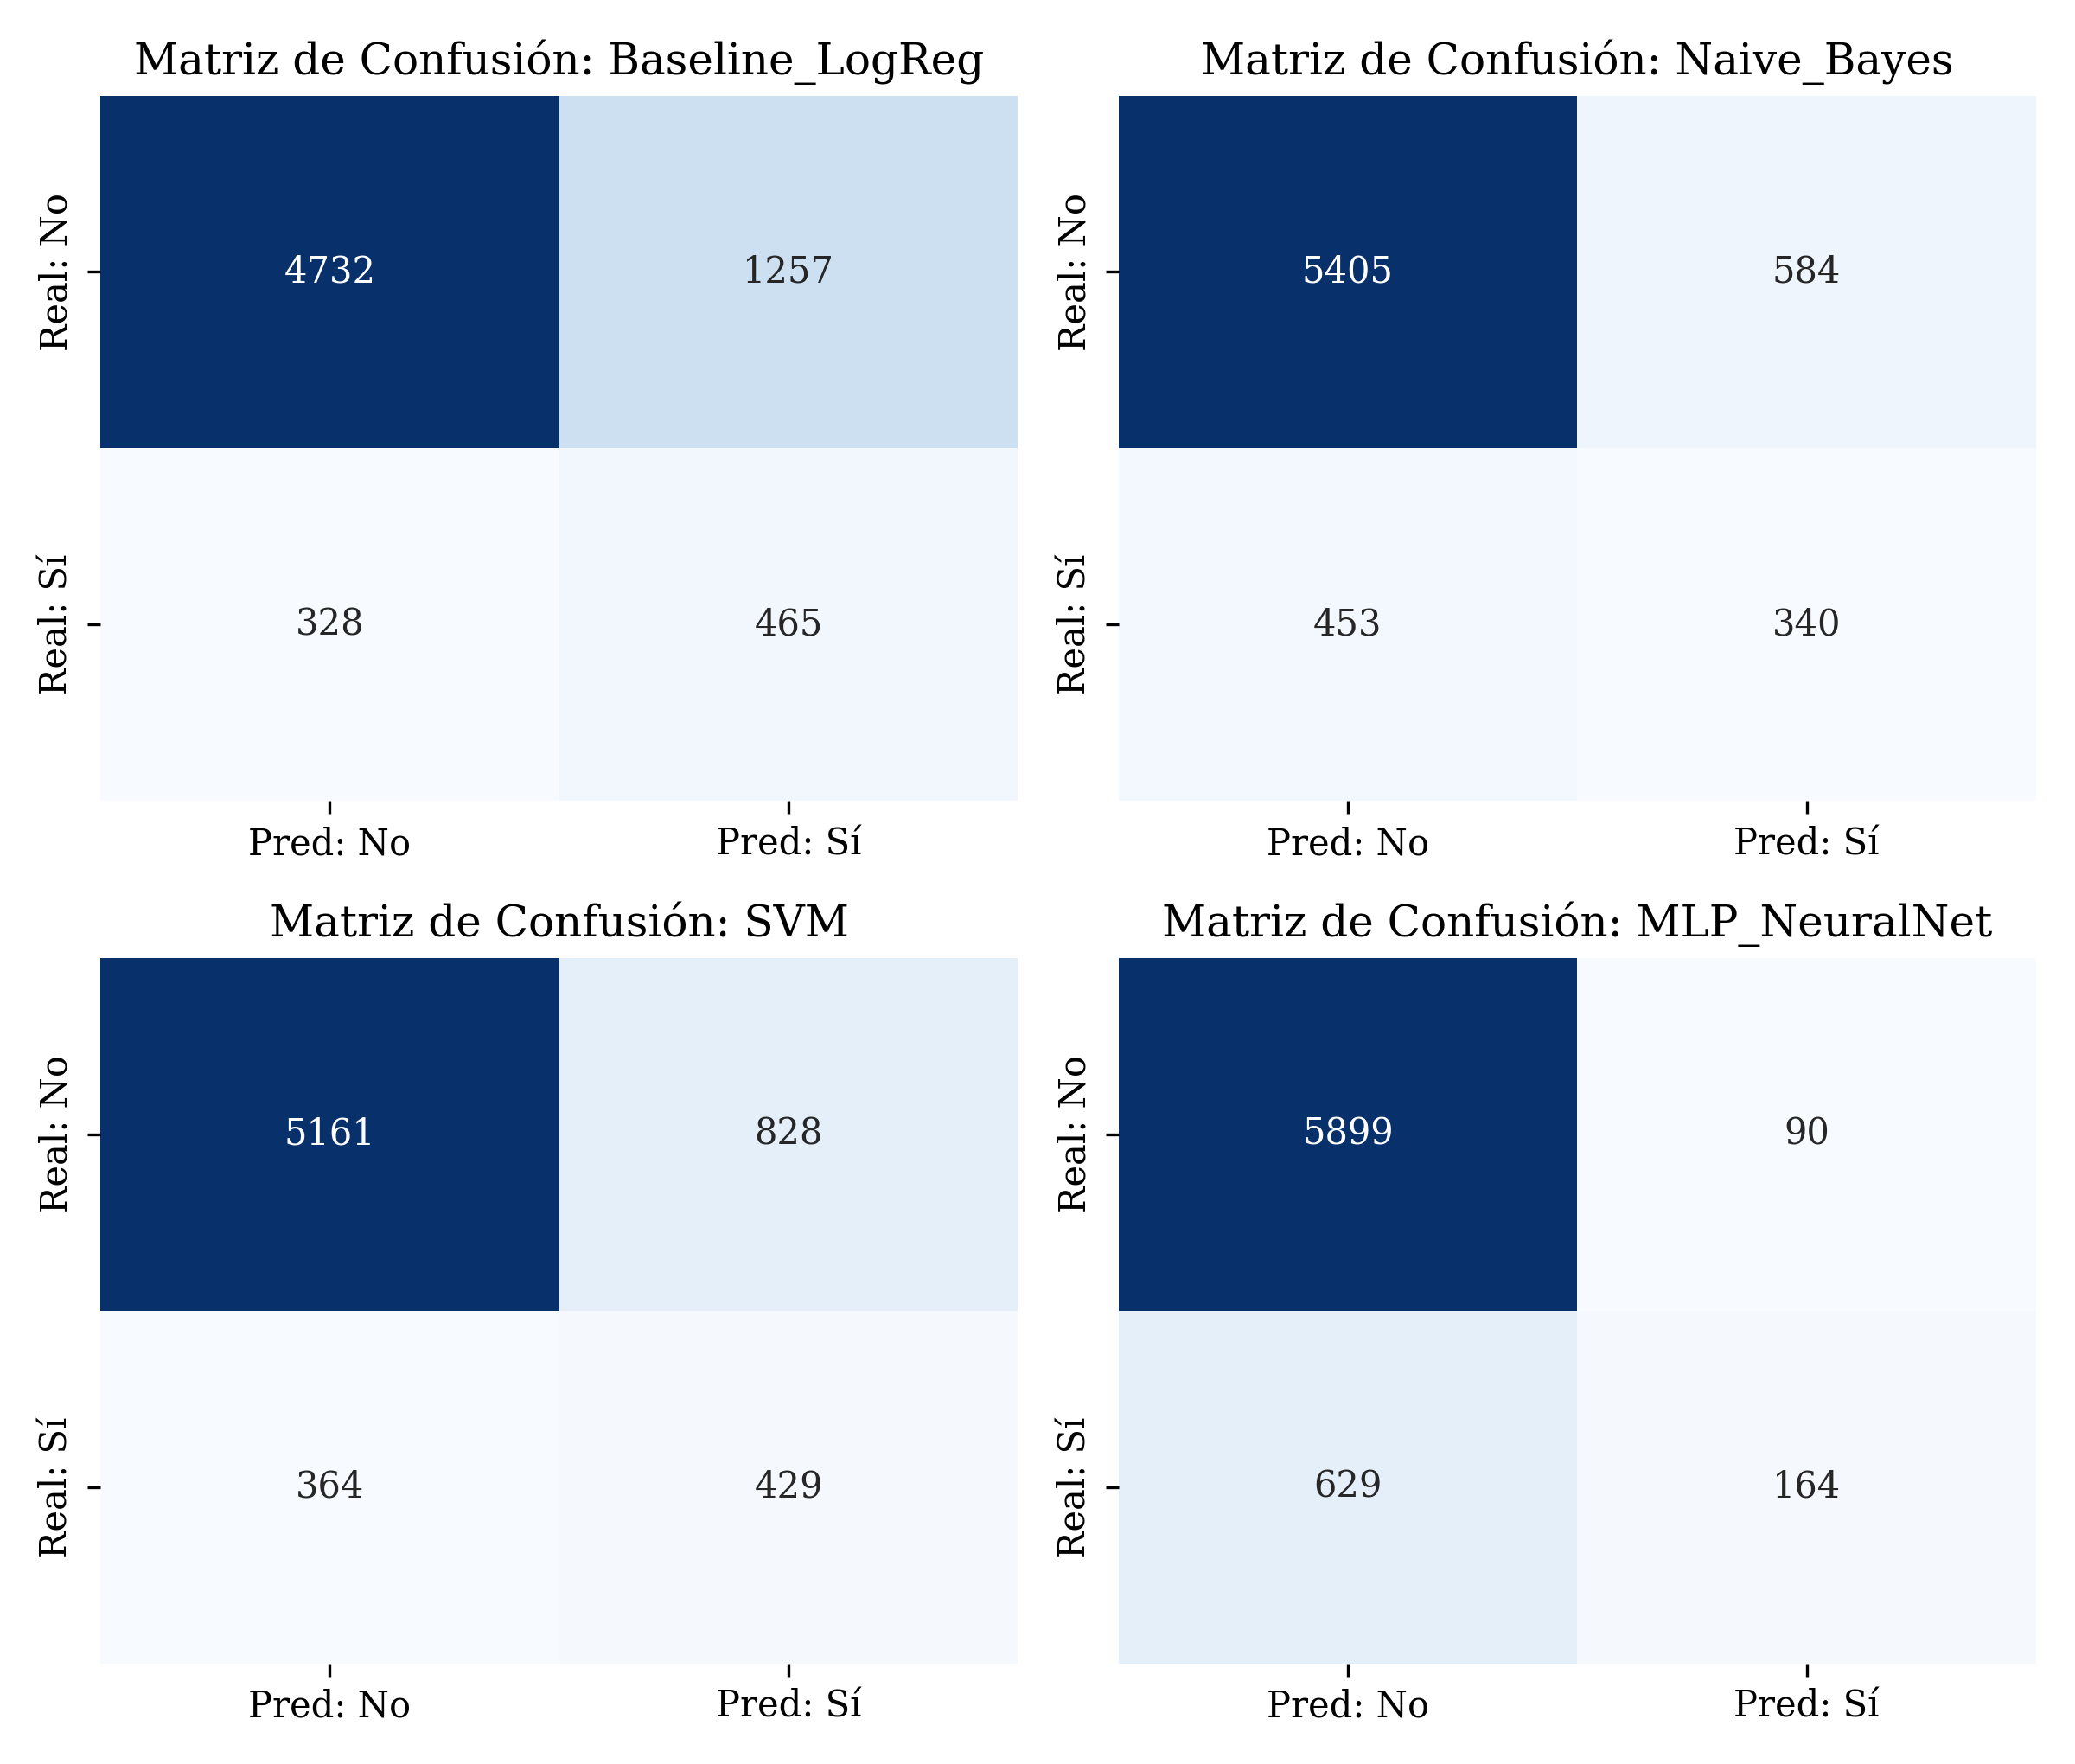 Matriz de Confusión: Baseline_LogReg
Real: No
4732
1257
Real: Sí
328
465
Pred: No
Pred: Sí
Matriz de Confusión: Naive_Bayes
Real: No
5405
584
Real: Sí
453
340
Pred: No
Pred: Sí
Matriz de Confusión: SVM
Real: No
5161
828
Real: Sí
364
429
Pred: No
Pred: Sí
Matriz de Confusión: MLP_NeuralNet
Real: No
5899
90
Real: Sí
629
164
Pred: No
Pred: Sí